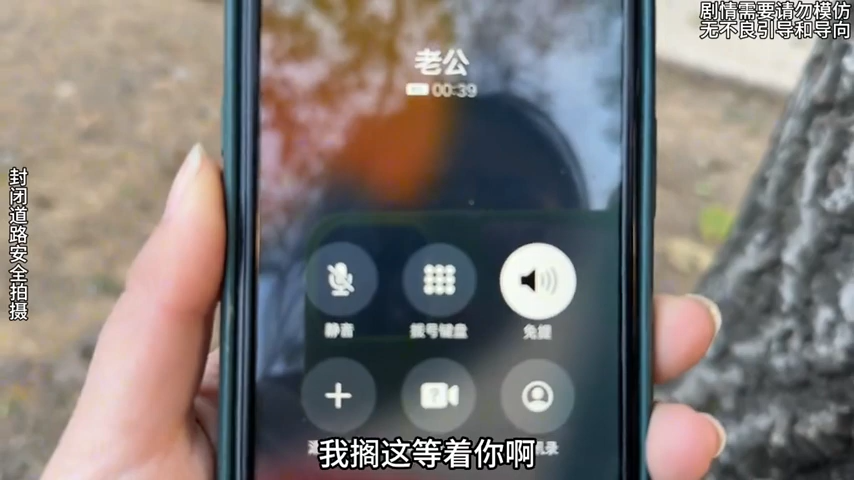 剧情需要请勿模仿
无不良引导和导向
老公
00:39
封闭道路安全拍摄
静音
拨号键盘
免提
我搁这等着你啊